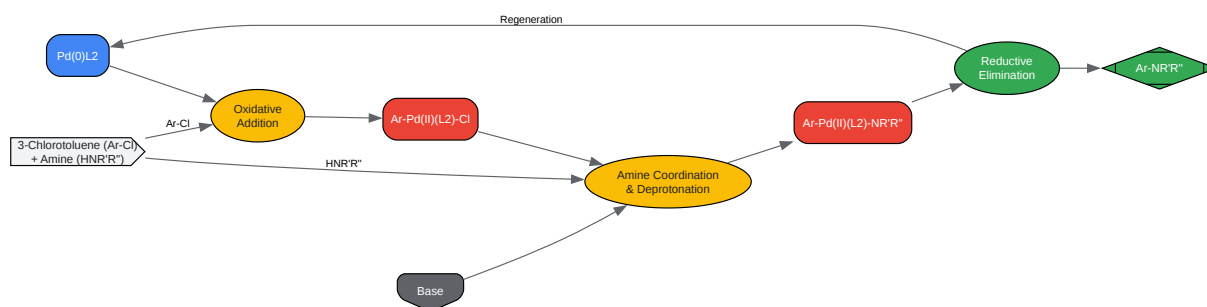 Regeneration
Pd(0)L2
Reductive
Elimination
Ar-NR'R"
Oxidative
Addition
Ar-Cl
Ar-Pd(II)(L2)-Cl
Ar-Pd(II)(L2)-NR'R"
3-Chlorotoluene (Ar-Cl)
+ Amine (HNR'R")
HNR'R"
Amine Coordination
& Deprotonation
Base